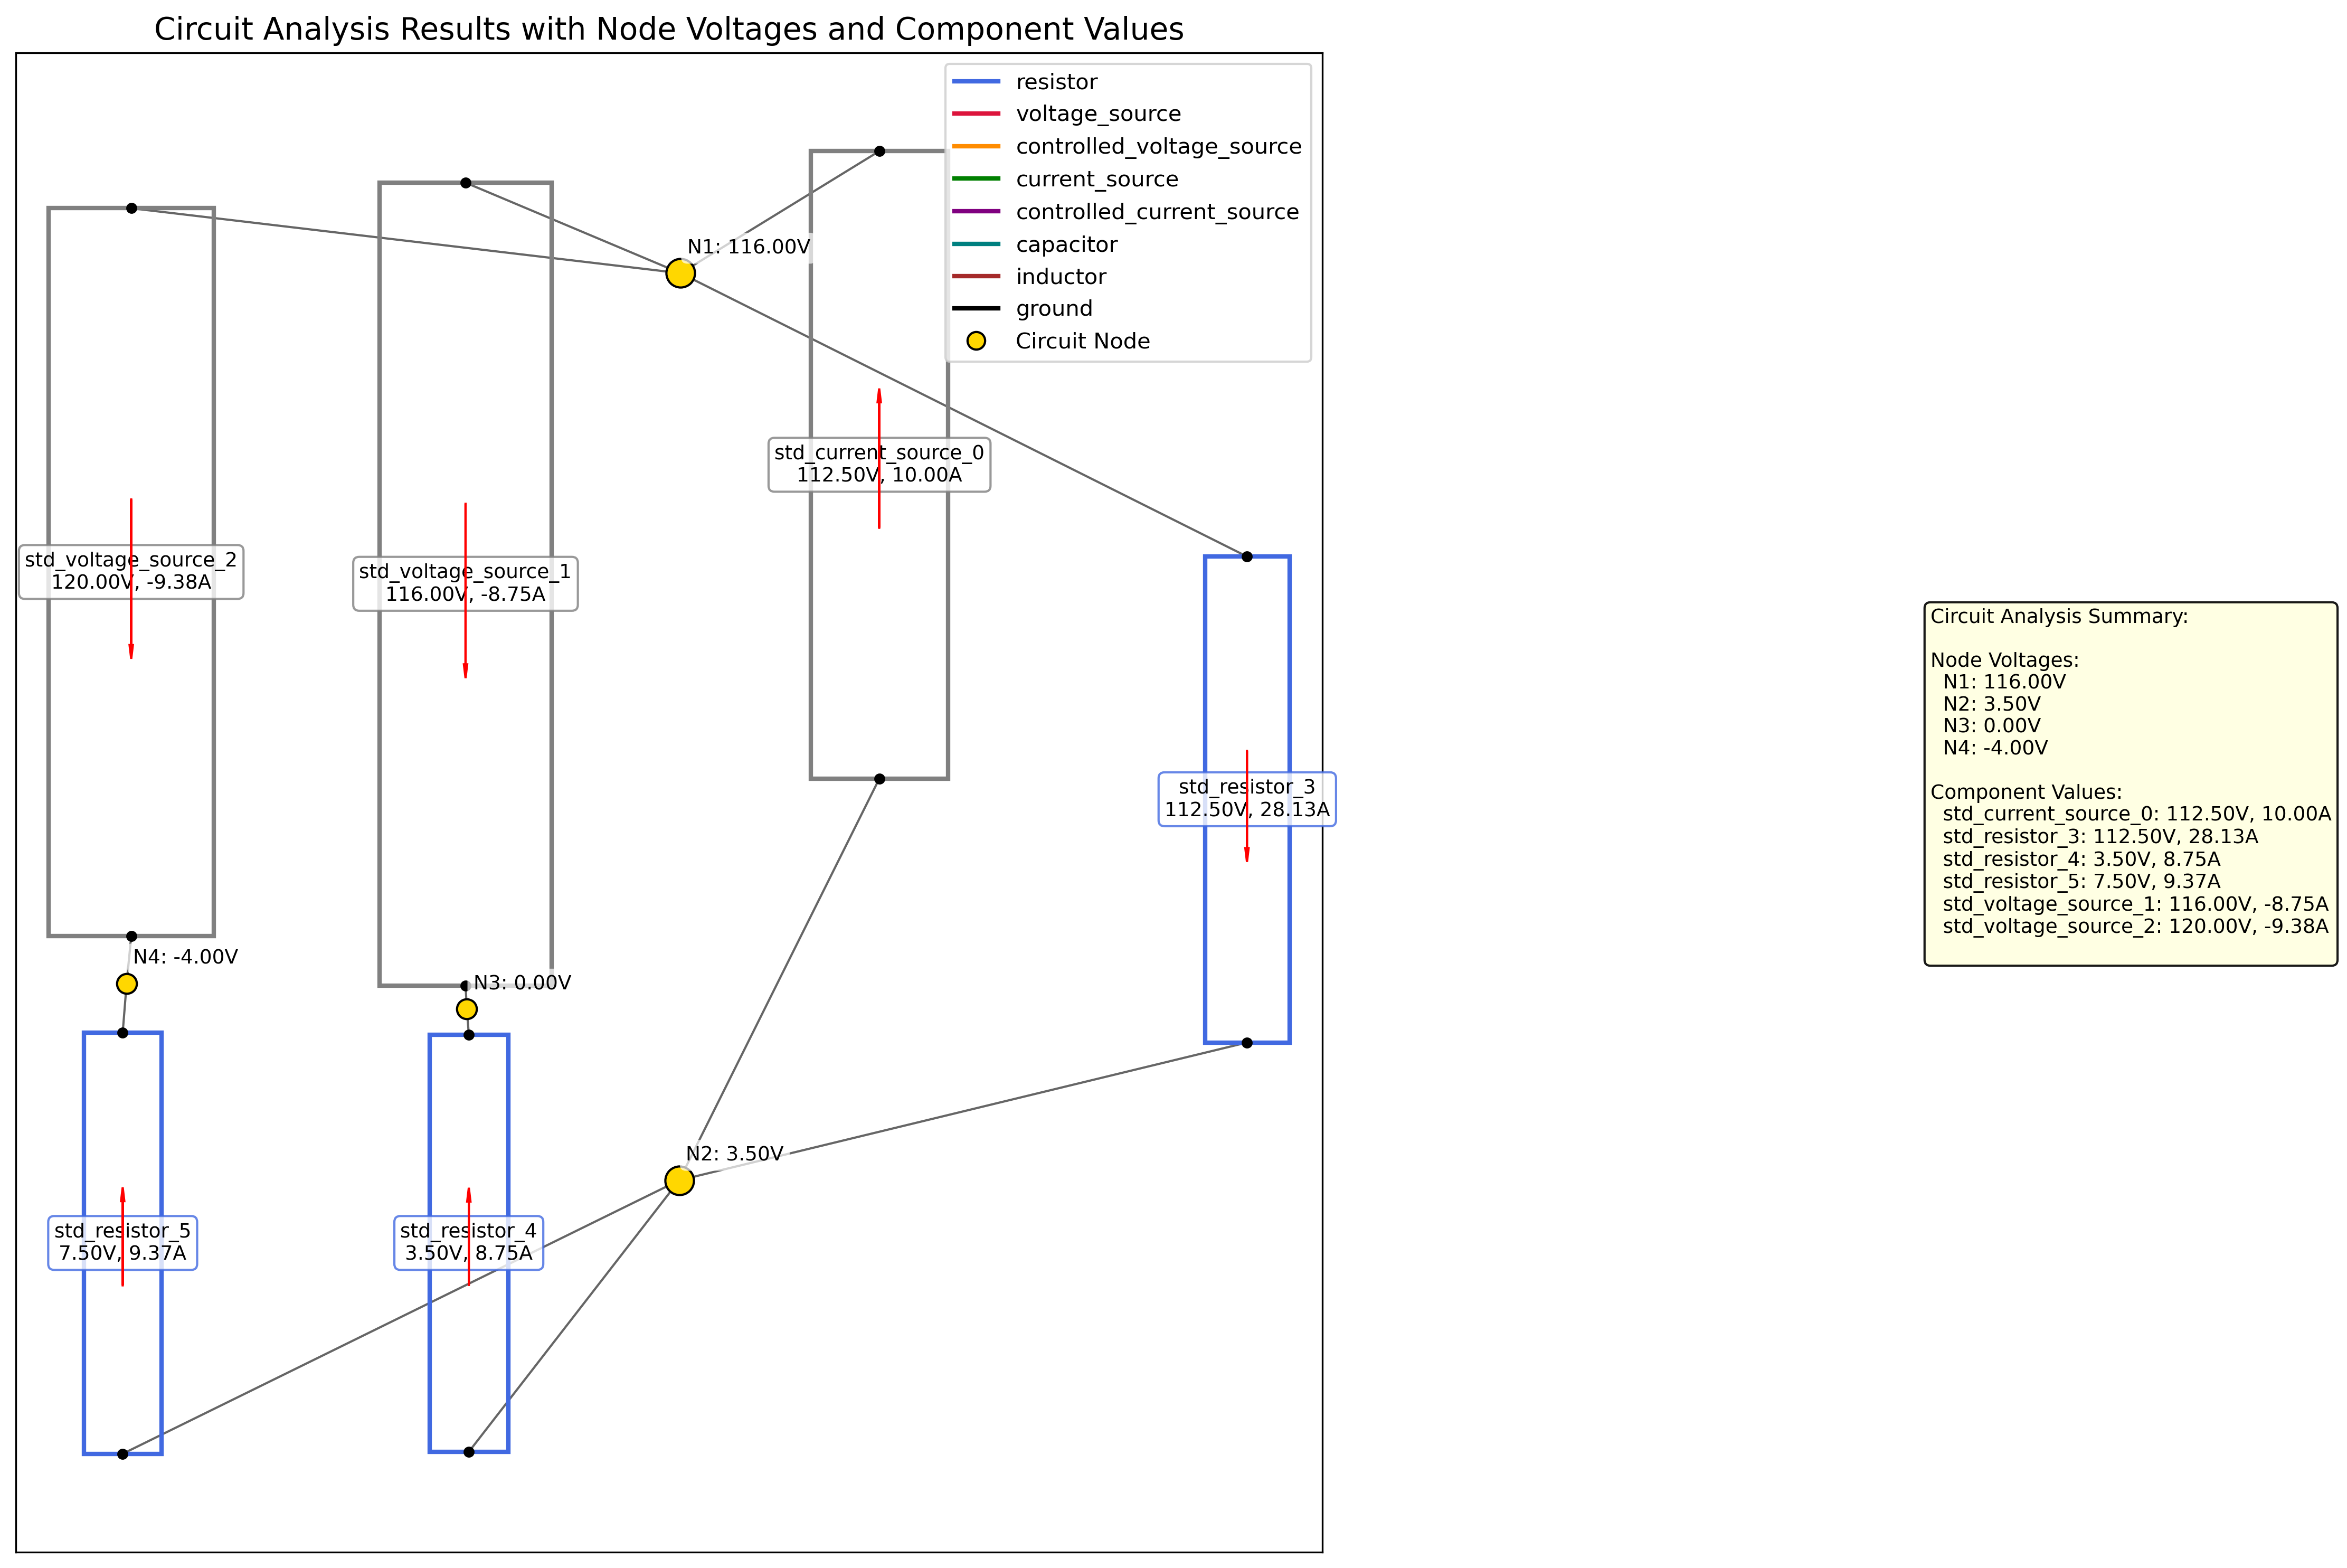 Circuit Analysis Results with Node Voltages and Component Values
resistor
voltage_source
controlled_voltage_source
current_source
controlled_current_source
capacitor
inductor
ground
Circuit Node
N1: 116.00V
std_current_source_0
112.50V, 10.00A
std_voltage_source_2
120.00V, -9.38A
std_voltage_source_1
116.00V, -8.75A
std_resistor_3
112.50V, 28.13A
N4: -4.00V
N3: 0.00V
N2: 3.50V
std_resistor_5
7.50V, 9.37A
std_resistor_4
3.50V, 8.75A
Circuit Analysis Summary:
Node Voltages:
N1: 116.00V
N2: 3.50V
N3: 0.00V
N4: -4.00V
Component Values:
std_current_source_0: 112.50V, 10.00A
std_resistor_3: 112.50V, 28.13A
std_resistor_4: 3.50V, 8.75A
std_resistor_5: 7.50V, 9.37A
std_voltage_source_1: 116.00V, -8.75A
std_voltage_source_2: 120.00V, -9.38A